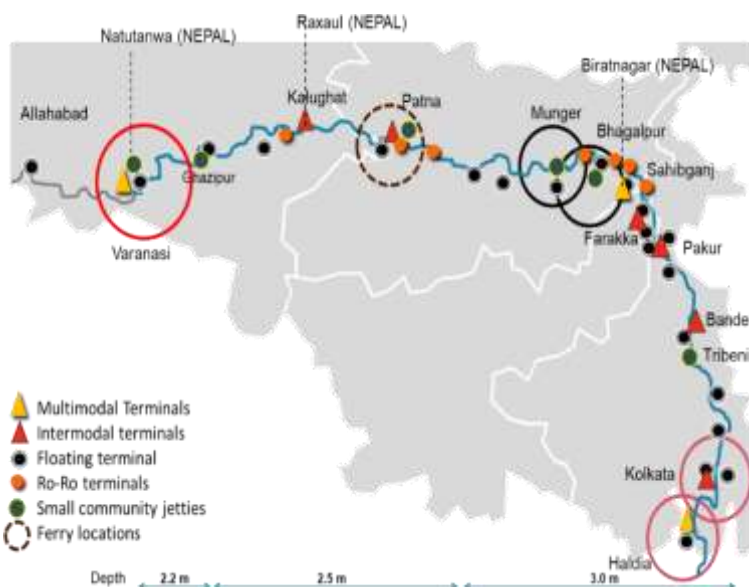 Natutanwa (NEPAL)
Raxaul (NEPAL)
Biratnagar (NEPAL)
Allahabad
Kalughat
Patna
Munger
Bhagalpur
Ghazipur
Sahibganj
Varanasi
Farakka
Pakur
Bande
Tribeni
Kolkata
Haldia
Multimodal Terminals
Intermodal terminals
Floating terminal
Ro-Ro terminals
Small community jetties
Ferry locations
Depth 2.2 m 2.5 m 3.0 m